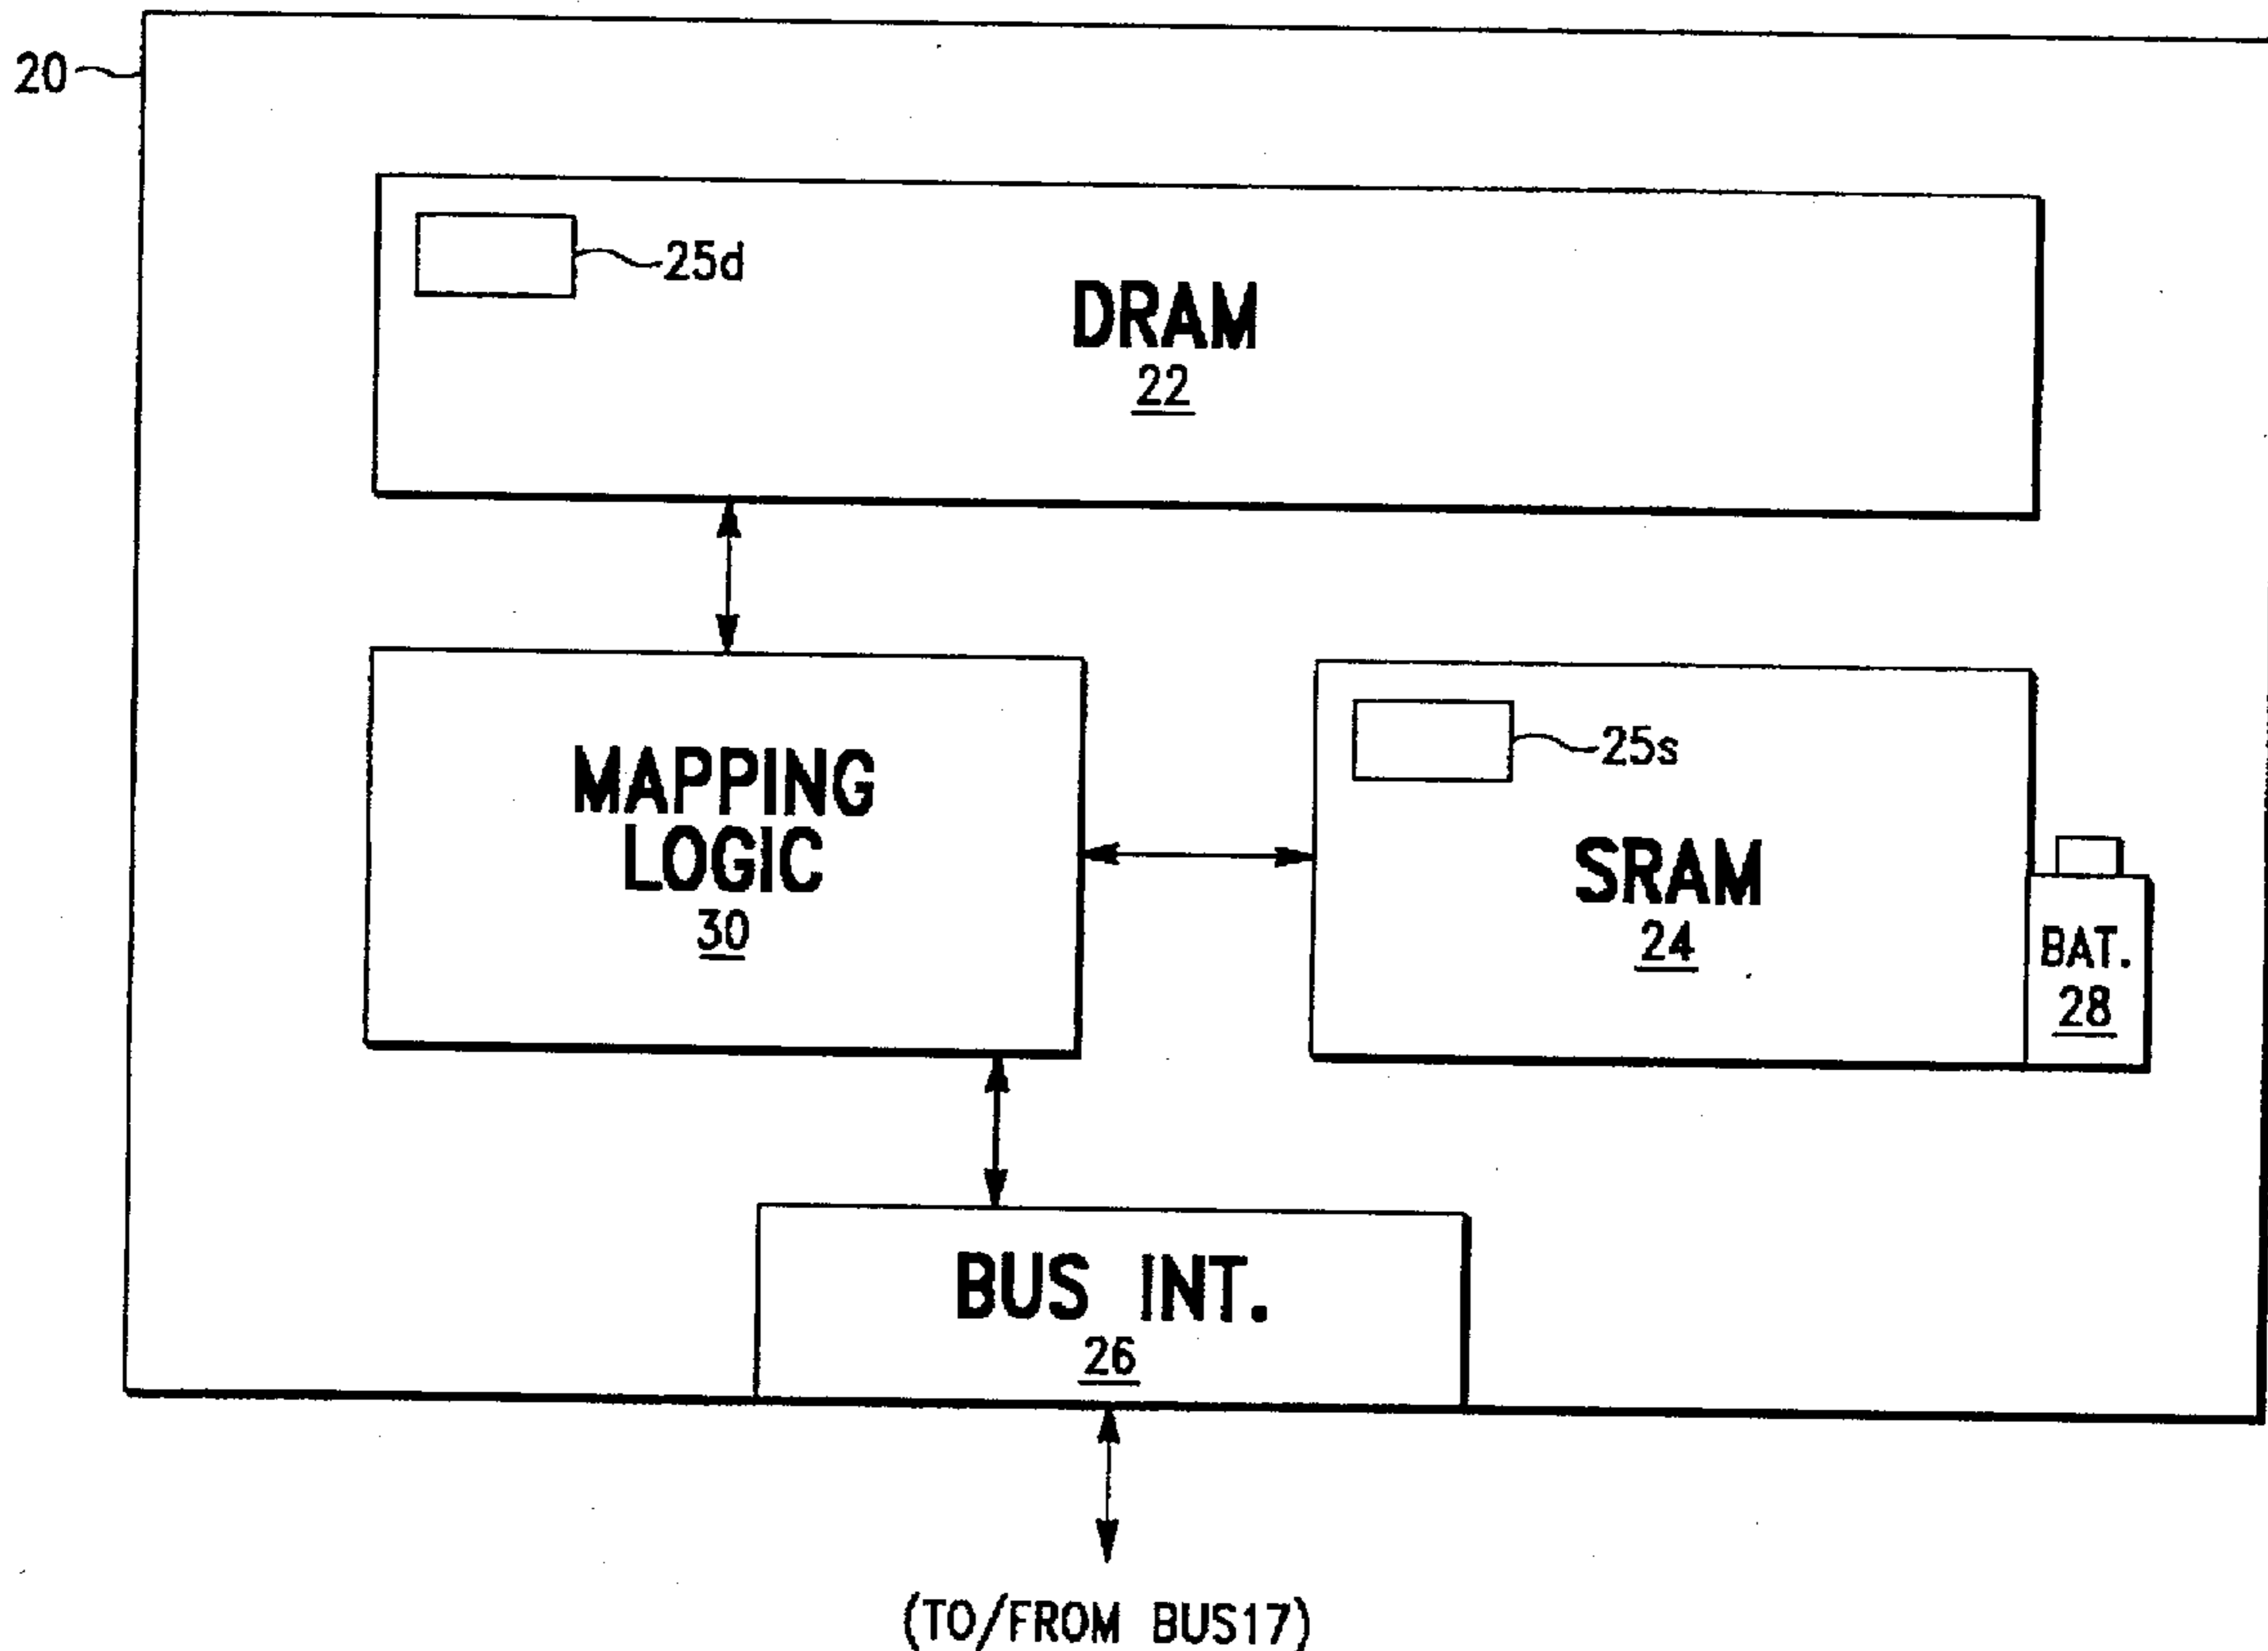 20
25d
DRAM
22
MAPPING
LOGIC
30
25s
SRAM
24
BAT.
28
BUS INT.
26
(TO/FROM BUS17)